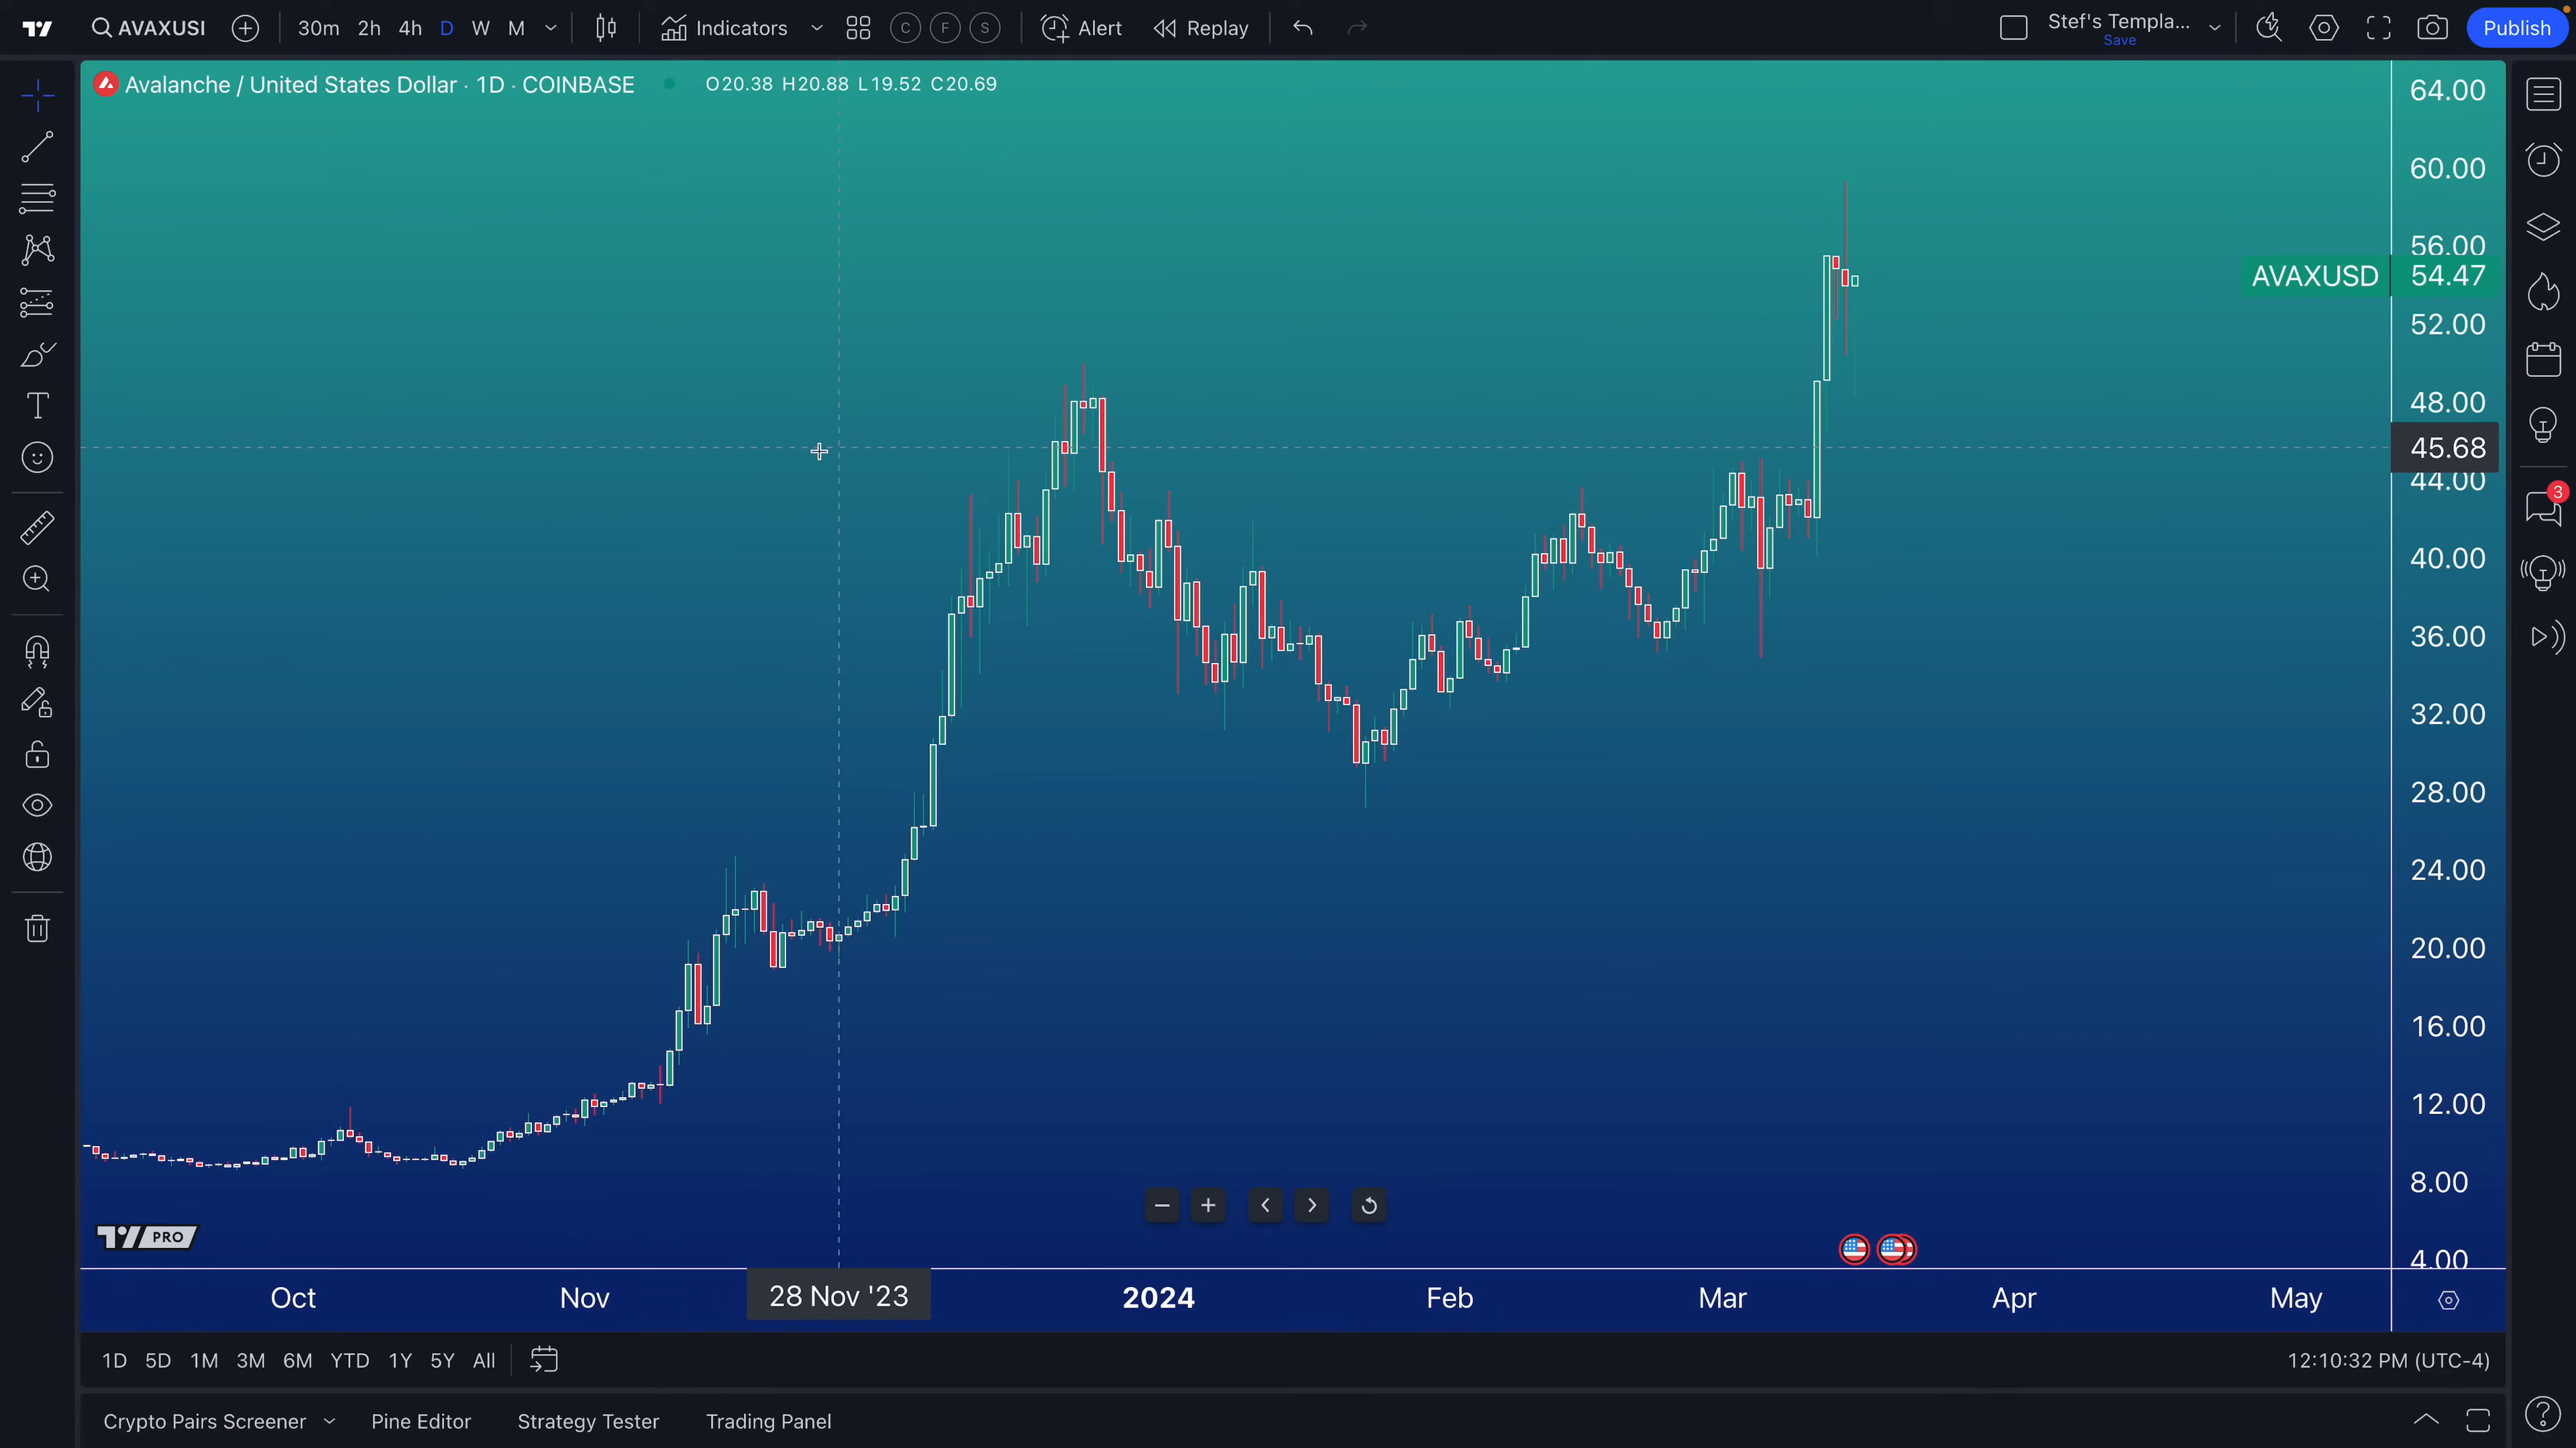 AVAXUSI 30m 2h 4h D W M Indicators C F S Alert Replay Stef's Templa... Save Publish
Avalanche / United States Dollar · 1D · COINBASE O20.38 H20.88 L19.52 C20.69
64.00
60.00
56.00
AVAXUSD 54.47
52.00
48.00
45.68
44.00
3
40.00
36.00
32.00
28.00
24.00
20.00
16.00
12.00
8.00
PRO
4.00
Oct Nov 28 Nov '23 2024 Feb Mar Apr May
1D 5D 1M 3M 6M YTD 1Y 5Y All 12:10:32 PM (UTC-4)
Crypto Pairs Screener Pine Editor Strategy Tester Trading Panel